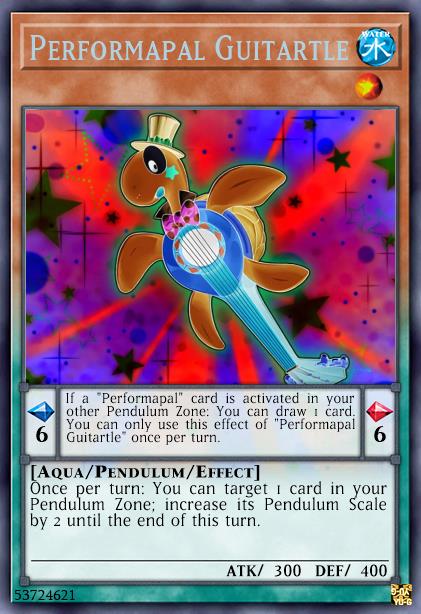 Performapal Guitartle
WATER
水
If a "Performapal" card is activated in your
other Pendulum Zone: You can draw 1 card.
You can only use this effect of "Performapal
Guitartle" once per turn.
6
6
[Aqua/Pendulum/Effect]
Once per turn: You can target 1 card in your
Pendulum Zone; increase its Pendulum Scale
by 2 until the end of this turn.
ATK/ 300 DEF/ 400
53724621